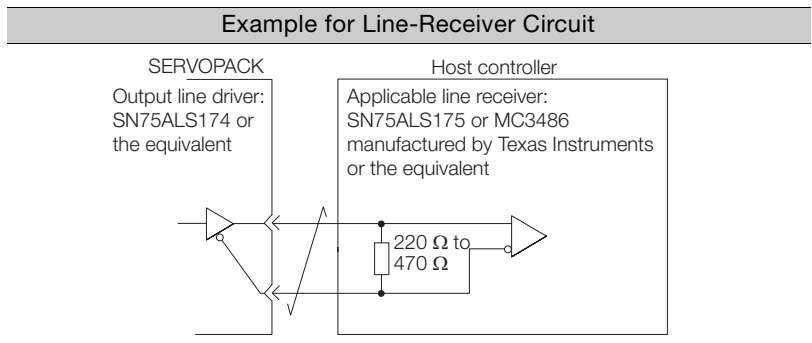 Example for Line-Receiver Circuit
SERVOPACK
Host controller
Output line driver:
SN75ALS174 or
the equivalent
Applicable line receiver:
SN75ALS175 or MC3486
manufactured by Texas Instruments
or the equivalent
220 Ω to
470 Ω